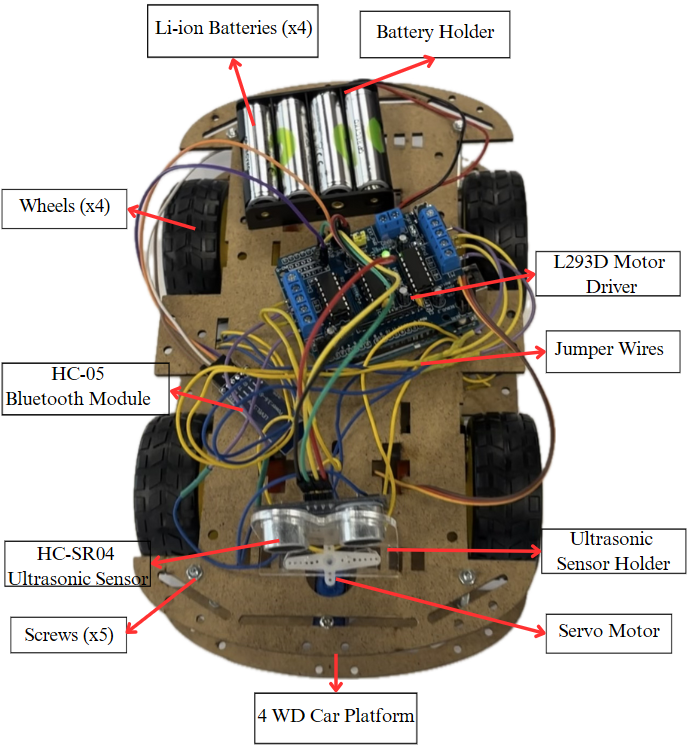 Li-ion Batteries (x4)
Battery Holder
Wheels (x4)
L293D Motor
Driver
Jumper Wires
HC-05
Bluetooth Module
HC-SR04
Ultrasonic Sensor
Ultrasonic
Sensor Holder
Screws (x5)
Servo Motor
4 WD Car Platform